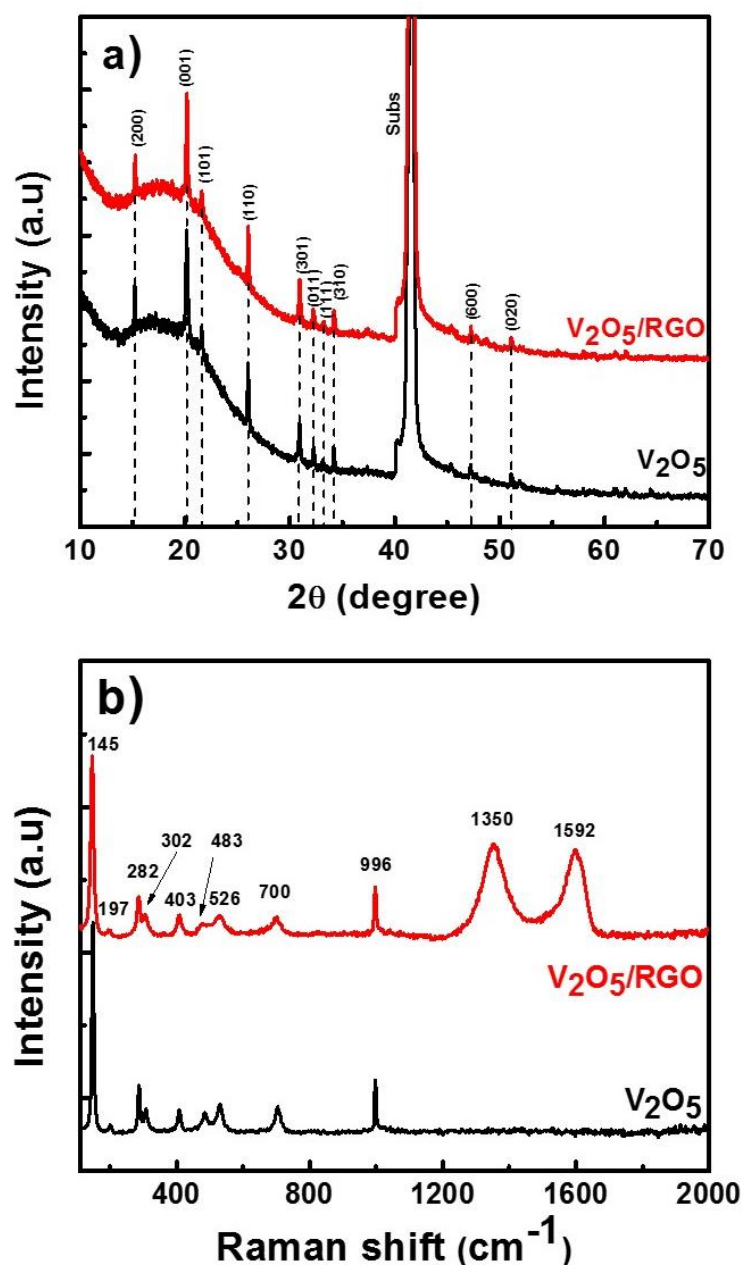 a)
Intensity (a.u)
(200)
(001)
(101)
(110)
(301)
(011)
(111)
(310)
Subs
(600)
(020)
V2O5/RGO
V2O5
10 20 30 40 50 60 70
2θ (degree)
b)
Intensity (a.u)
145
197
282
302
403
483
526
700
996
1350
1592
V2O5/RGO
V2O5
400 800 1200 1600 2000
Raman shift (cm-1)